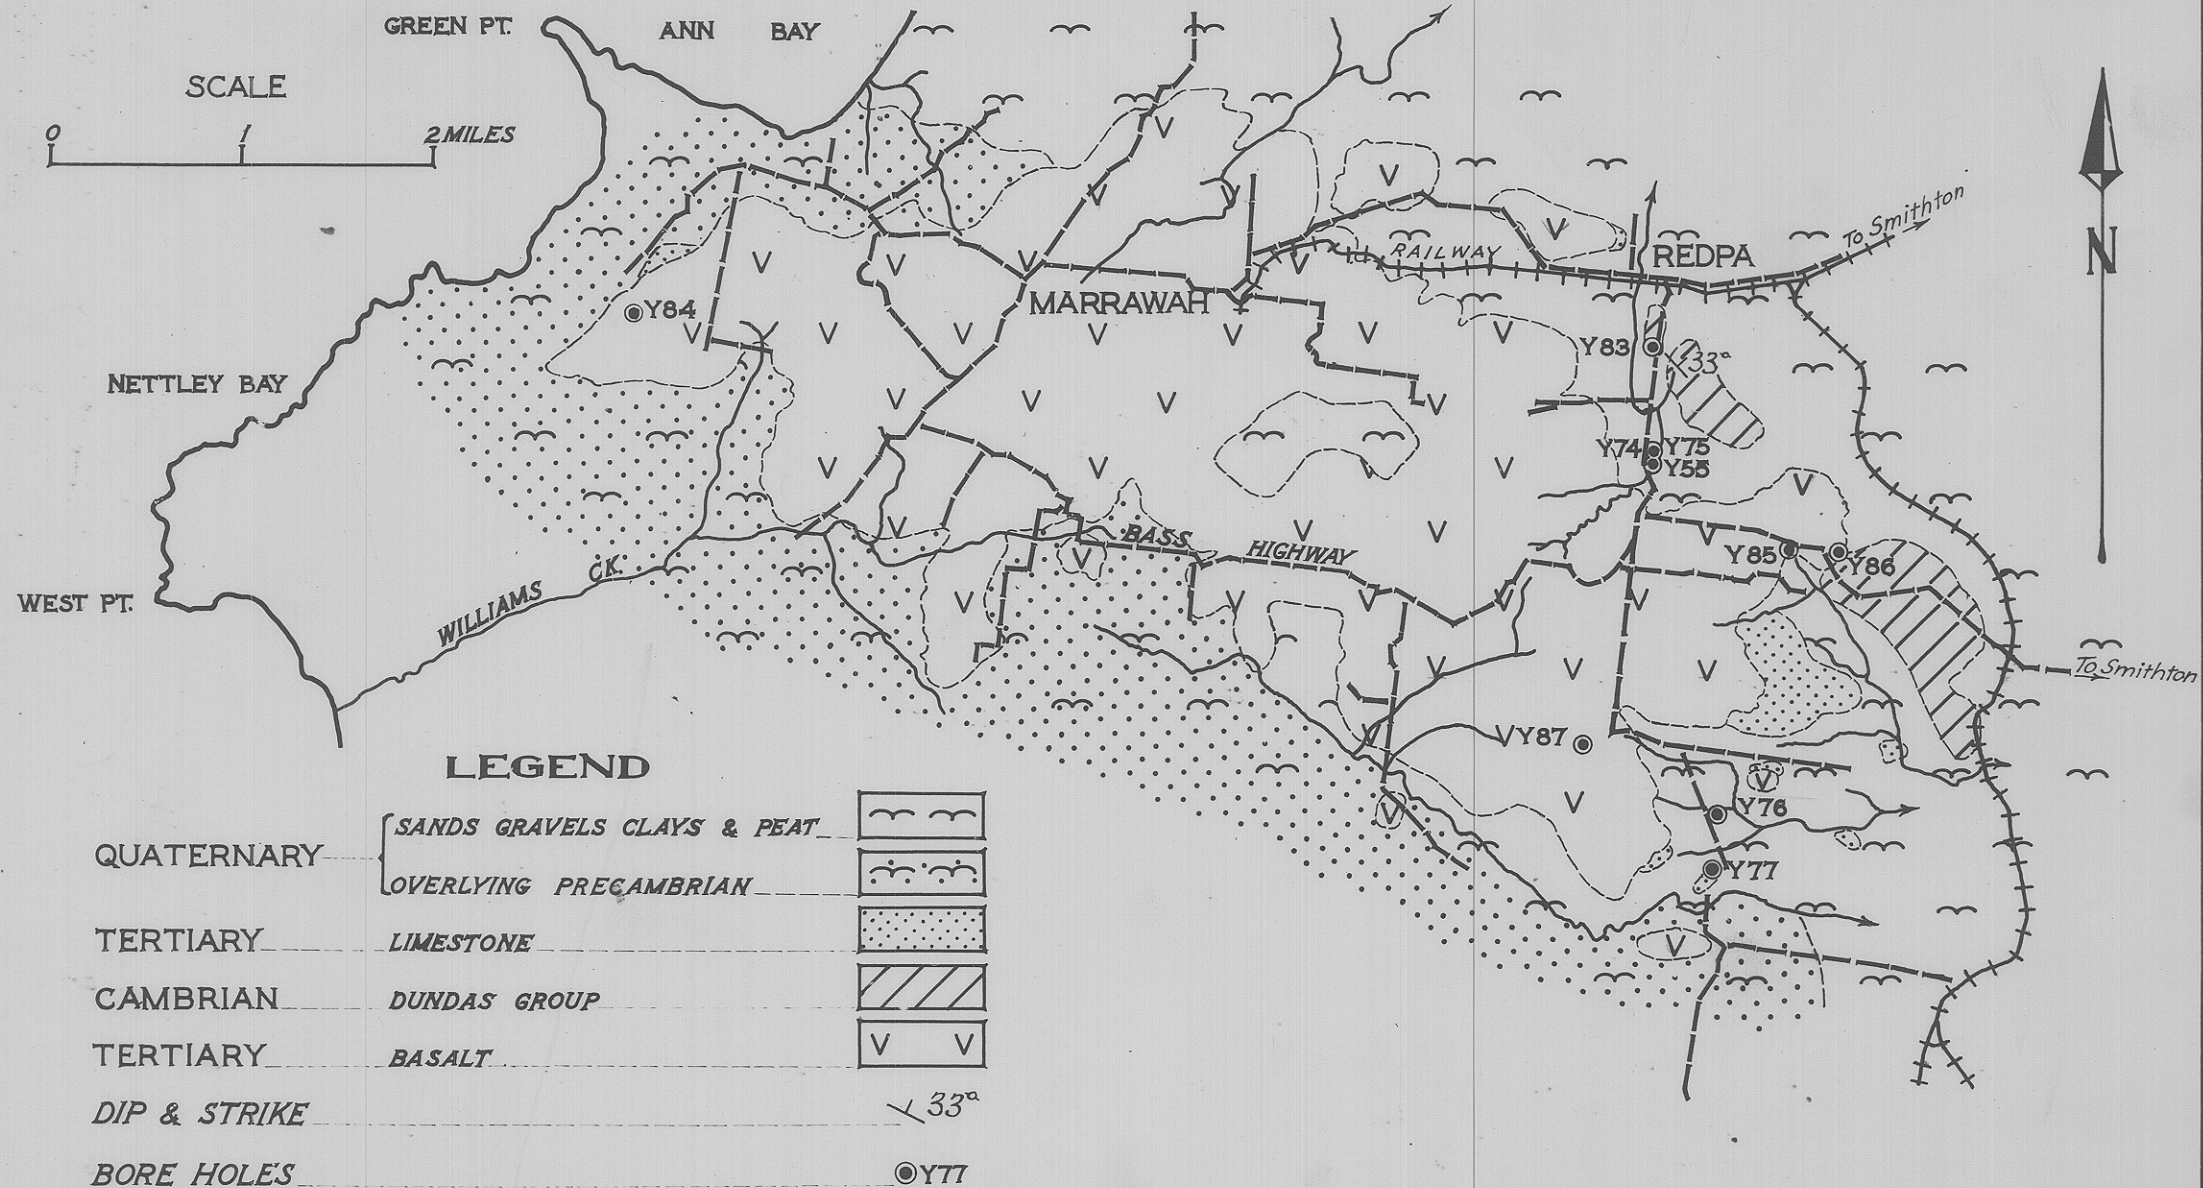 GREEN PT.
ANN BAY
SCALE
0 1 2 MILES
To Smithton
RAILWAY
REDPA
N
MARRAWAH
Y84
Y83
33°
NETTLEY BAY
Y74 Y75
Y55
BASS HIGHWAY
Y85 Y86
WILLIAMS CK.
WEST PT.
To Smithton
Y87
Y76
Y77
LEGEND
QUATERNARY
SANDS GRAVELS CLAYS & PEAT
OVERLYING PRECAMBRIAN
TERTIARY LIMESTONE
CAMBRIAN DUNDAS GROUP
TERTIARY BASALT
V V
DIP & STRIKE 33°
BORE HOLES Y77